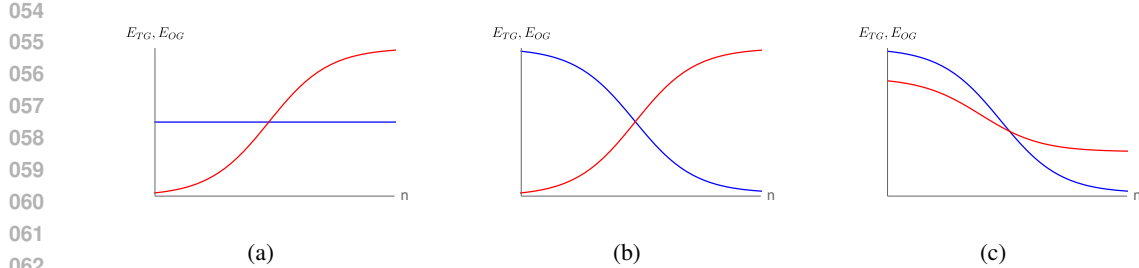 054
055
056
057
058
059
060
061
062
E_{TG}, E_{OG}
n
(a)
E_{TG}, E_{OG}
n
(b)
E_{TG}, E_{OG}
n
(c)